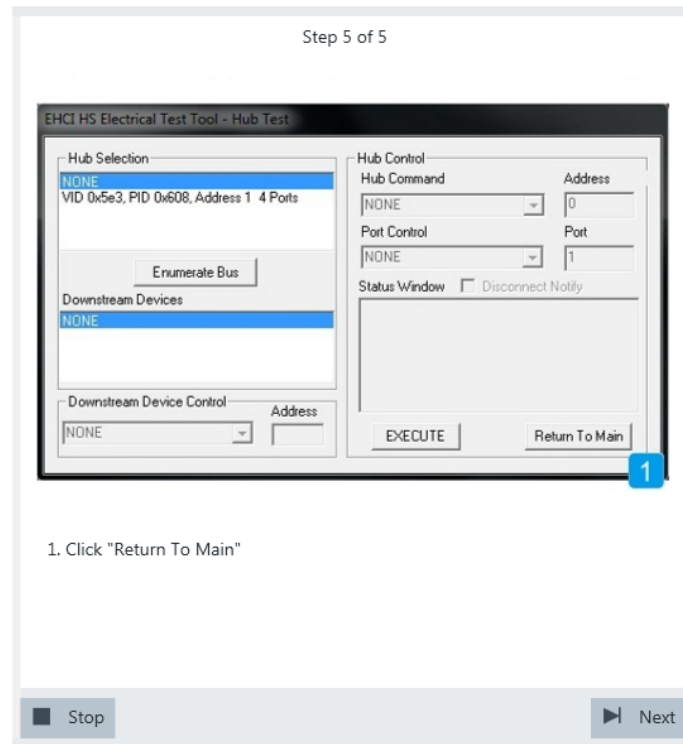 Step 5 of 5
EHCI HS Electrical Test Tool - Hub Test
Hub Selection
NONE
VID 0x5e3, PID 0x608, Address 1  4 Ports
Enumerate Bus
Downstream Devices
NONE
Downstream Device Control
Address
NONE
Hub Control
Hub Command
Address
NONE
0
Port Control
Port
NONE
1
Status Window
Disconnect Notify
EXECUTE
Return To Main
1
1. Click "Return To Main"
Stop
Next